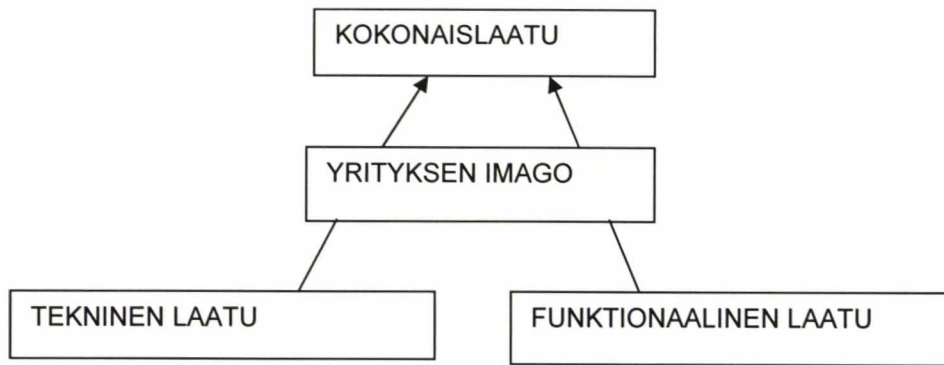 KOKONAISLAATU
YRITYKSEN IMAGO
TEKNINEN LAATU
FUNKTIONAALINEN LAATU